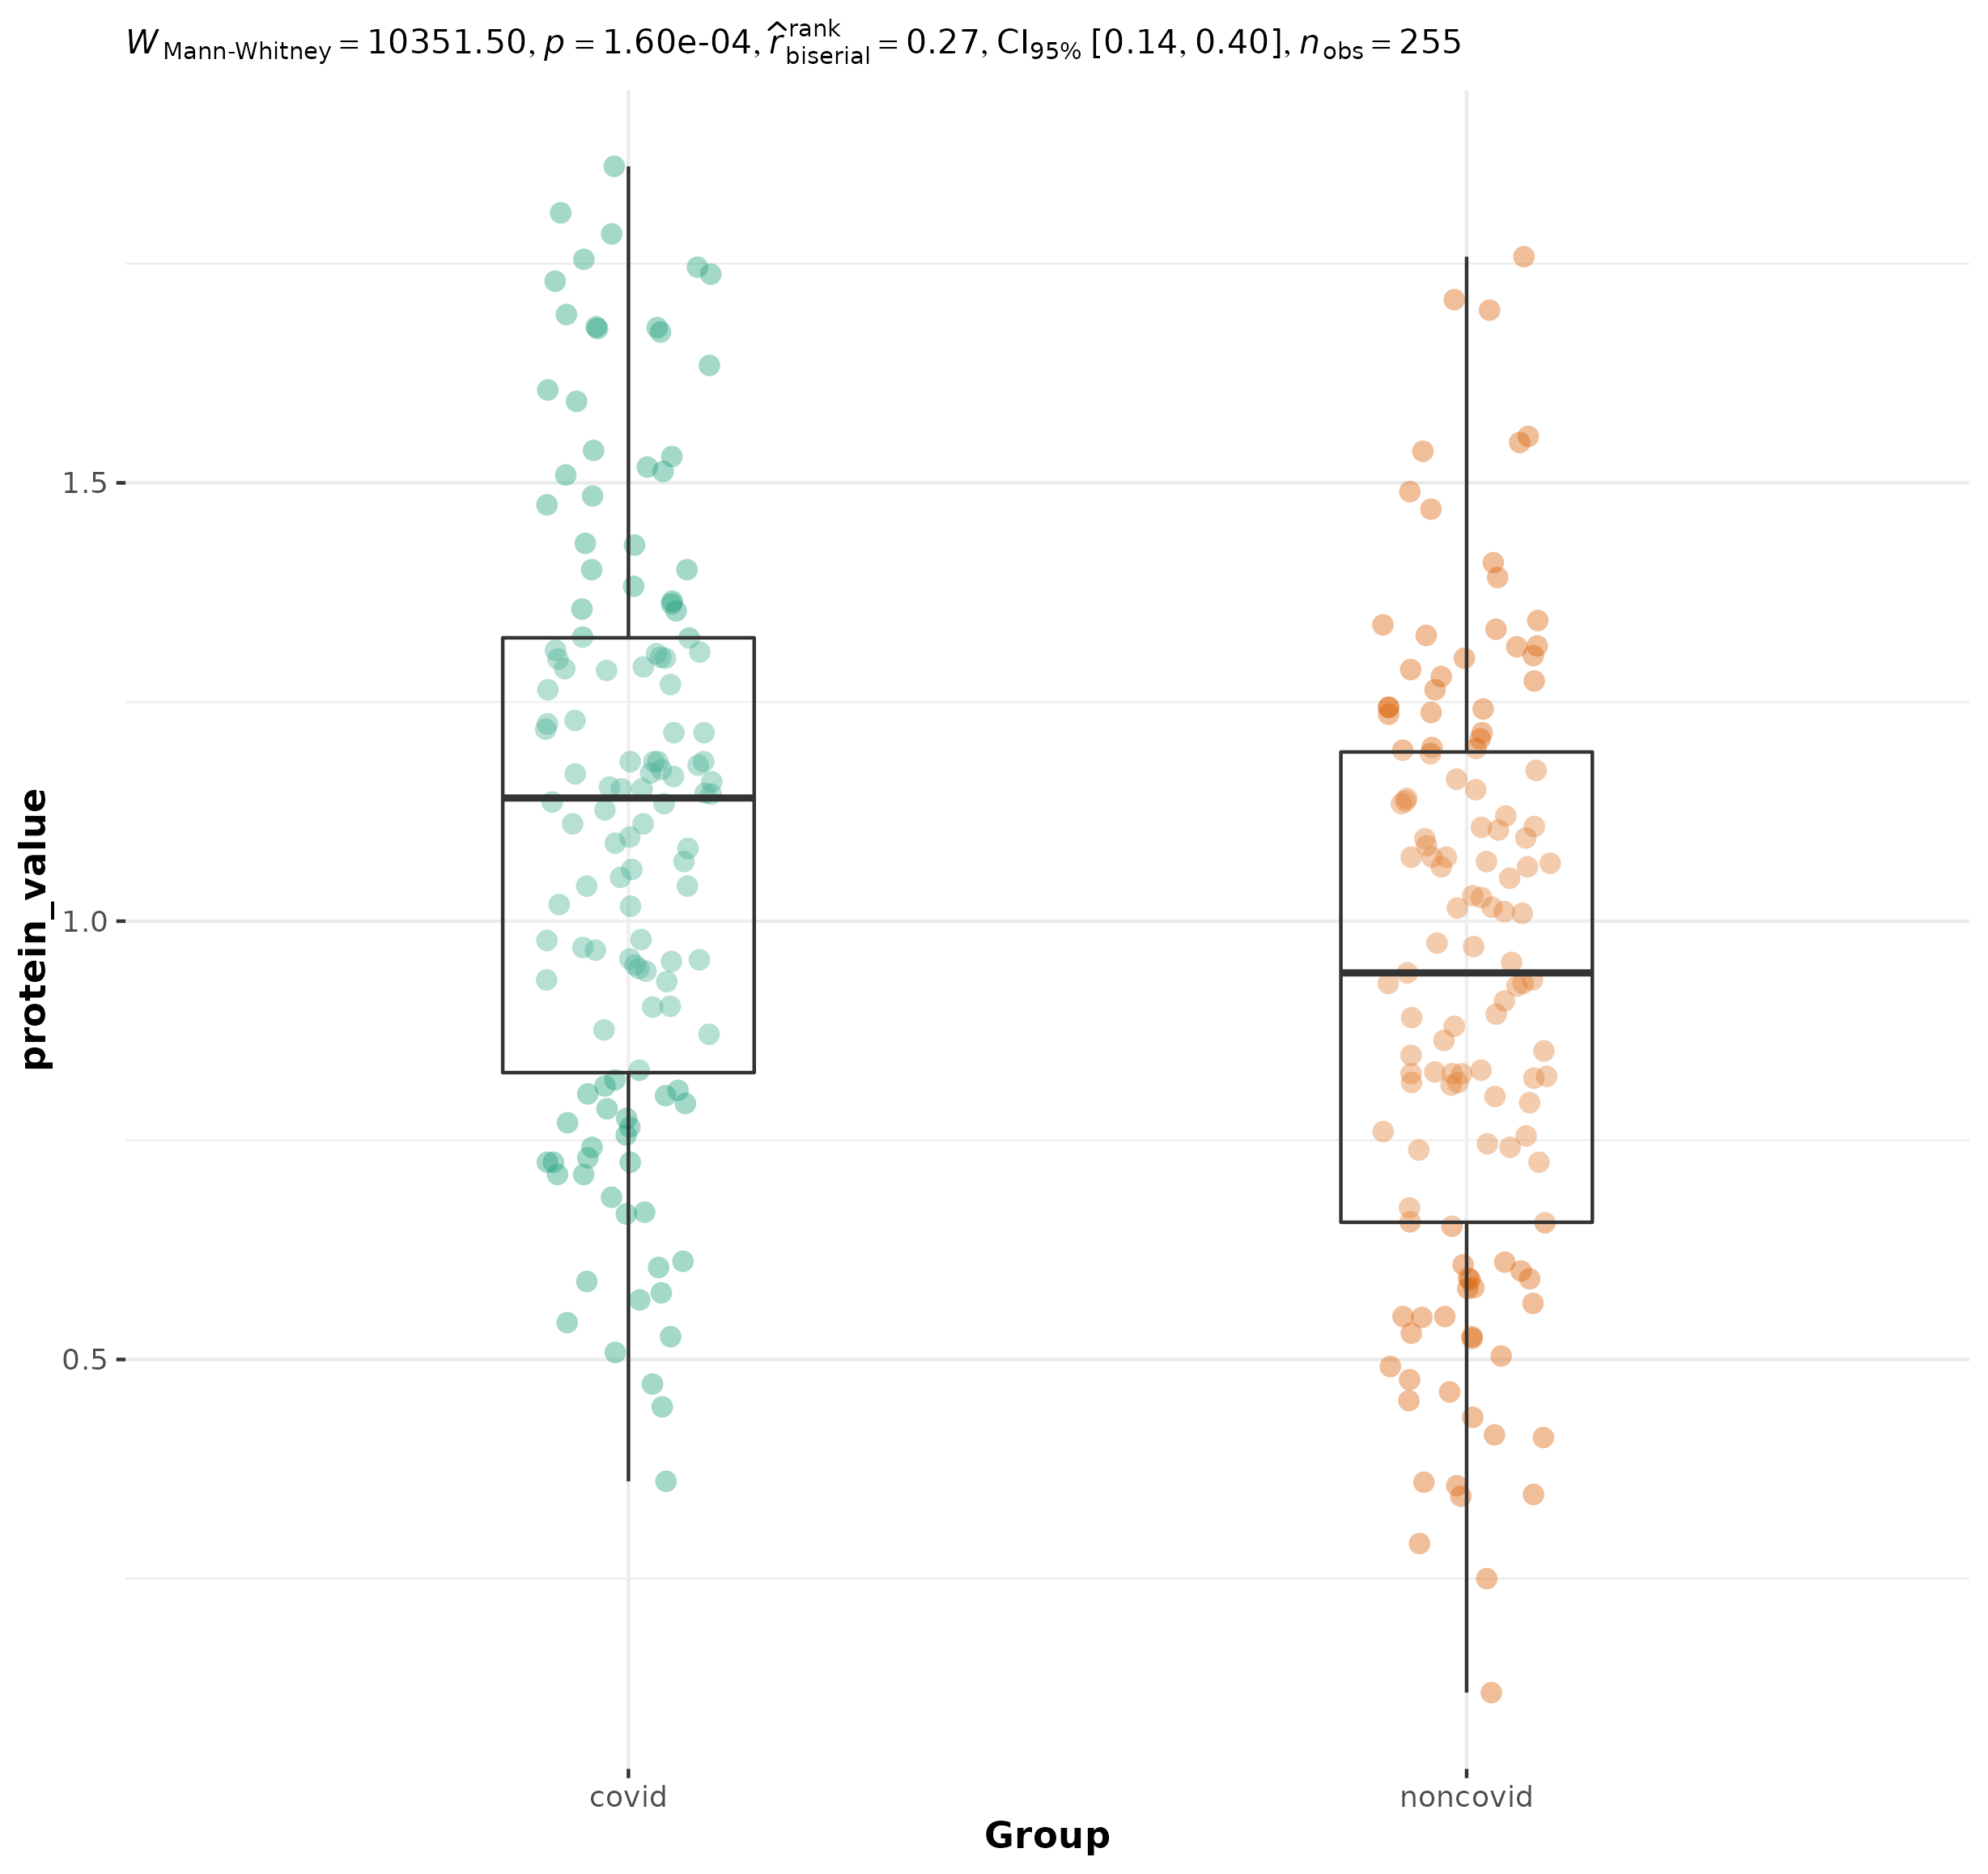 W Mann-Whitney = 10351.50, p = 1.60e-04, r̂ rank biserial = 0.27, CI95% [0.14, 0.40], n obs = 255
protein_value
1.5
1.0
0.5
covid noncovid
Group